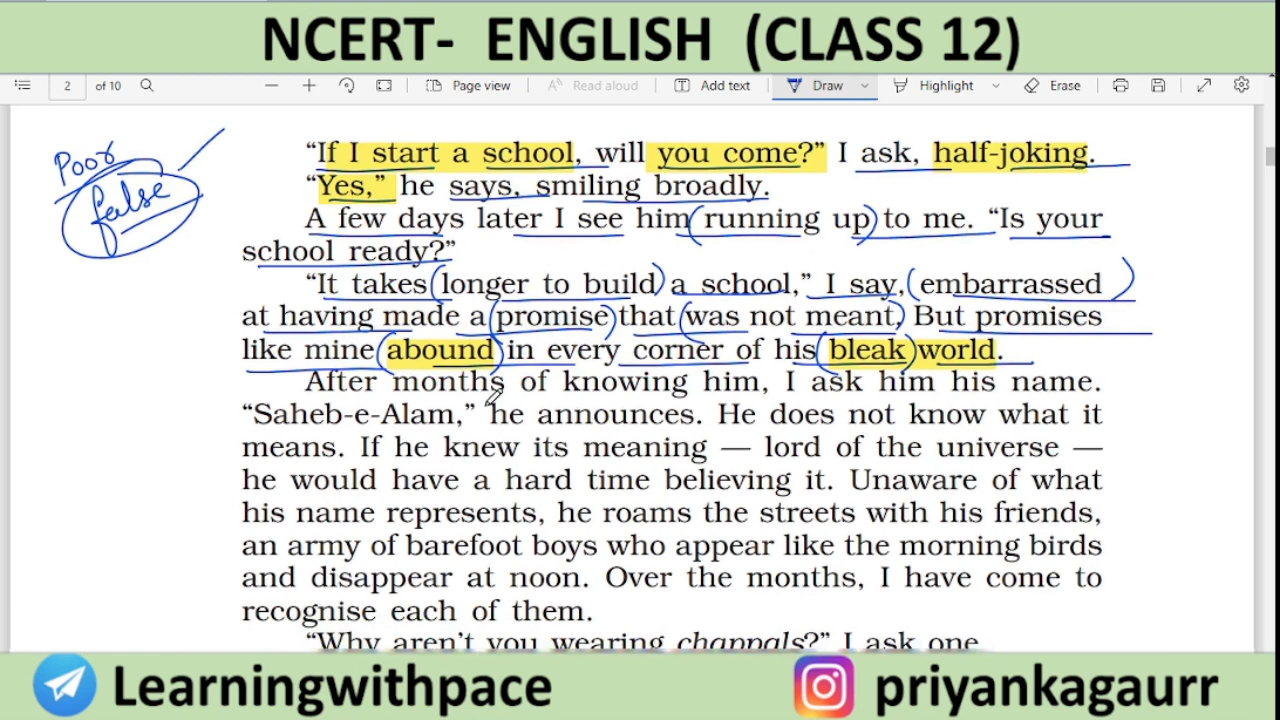 NCERT- ENGLISH (CLASS 12)
2 of 10 Page view Read aloud Add text Draw Highlight Erase
Poor
false
“If I start a school, will you come?” I ask, half-joking.
“Yes,” he says, smiling broadly.
A few days later I see him running up to me. “Is your
school ready?”
“It takes longer to build a school,” I say, embarrassed
at having made a promise that was not meant. But promises
like mine abound in every corner of his bleak world.
After months of knowing him, I ask him his name.
“Saheb-e-Alam,” he announces. He does not know what it
means. If he knew its meaning — lord of the universe —
he would have a hard time believing it. Unaware of what
his name represents, he roams the streets with his friends,
an army of barefoot boys who appear like the morning birds
and disappear at noon. Over the months, I have come to
recognise each of them.
“Why aren’t you wearing chappals?” I ask one.
Learningwithpace priyankagaurr